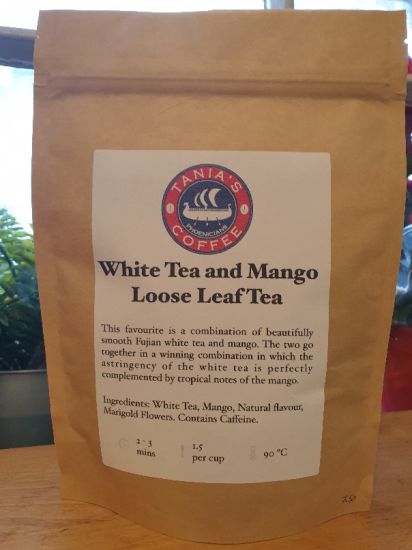 TANIA'S
PHOENICIANS
COFFEE
White Tea and Mango
Loose Leaf Tea
This favourite is a combination of beautifully
smooth Fujian white tea and mango. The two go
together in a winning combination in which the
astringency of the white tea is perfectly
complemented by tropical notes of the mango.
Ingredients: White Tea, Mango, Natural flavour,
Marigold Flowers. Contains Caffeine.
2 - 3
mins
1.5
per cup
90 °C